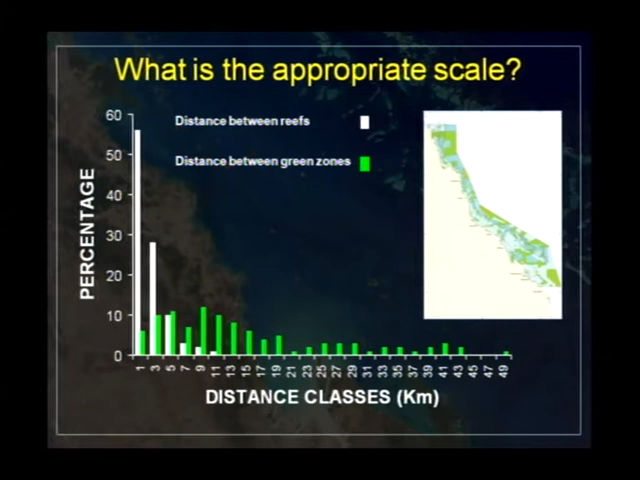 What is the appropriate scale?
Distance between reefs
Distance between green zones
PERCENTAGE
60
50
40
30
20
10
0
1 3 5 7 9 11 13 15 17 19 21 23 25 27 29 31 33 35 37 39 41 43 45 47 49
DISTANCE CLASSES (Km)